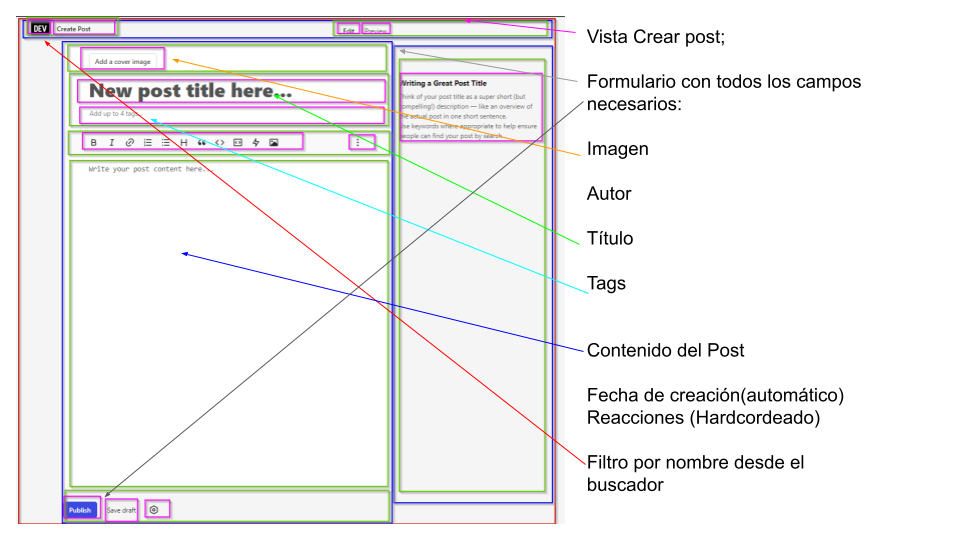 DEV Create Post Edit Preview
Add a cover image
New post title here...
Add up to 4 tags
B I H
Write your post content here...
Publish Save draft
Writing a Great Post Title
Think of your post title as a super short (but
compelling!) description — like an overview of
the actual post in one short sentence.
Use keywords where appropriate to help ensure
people can find your post by search.
Vista Crear post;
Formulario con todos los campos
necesarios:
Imagen
Autor
Título
Tags
Contenido del Post
Fecha de creación(automático)
Reacciones (Hardcordeado)
Filtro por nombre desde el
buscador